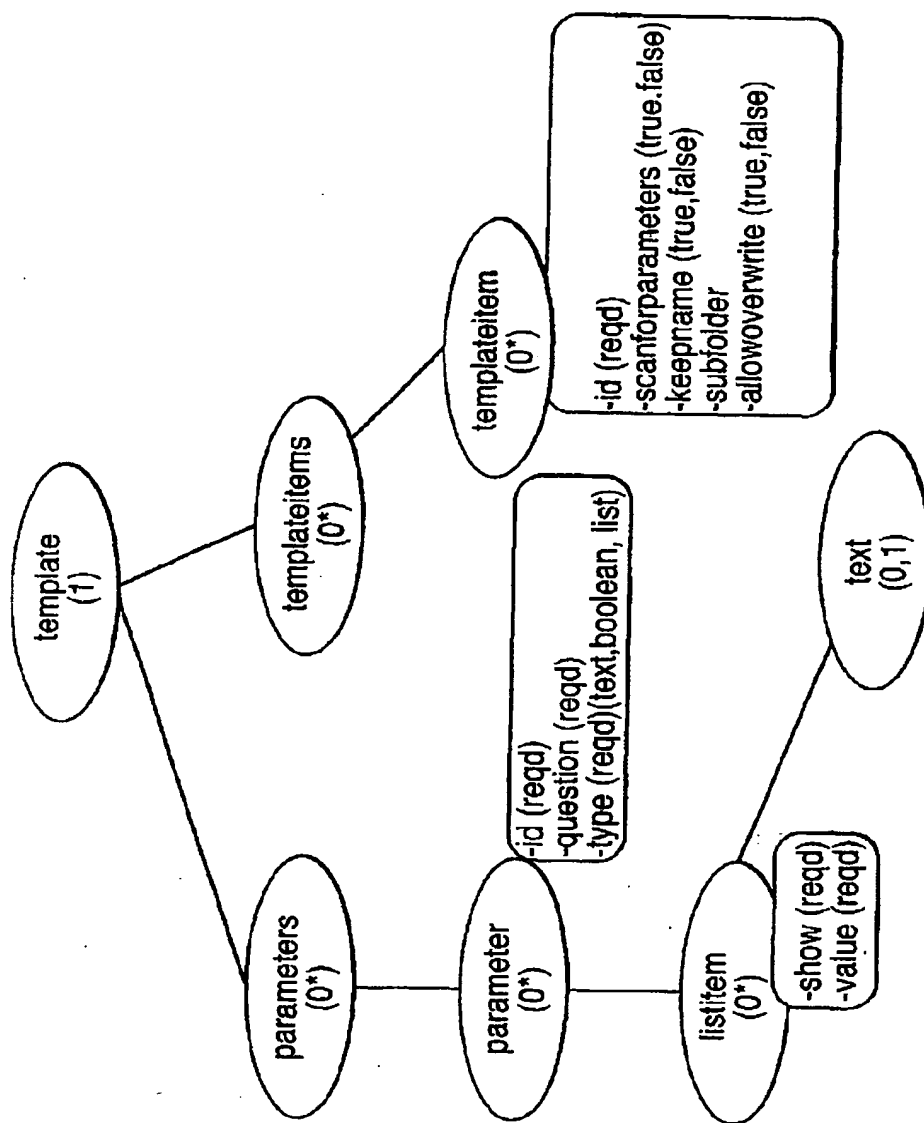 template
(1)
parameters
(0*)
templateitems
(0*)
parameter
(0*)
-id (reqd)
-question (reqd)
-type (reqd)(text,boolean, list)
templateitem
(0*)
-id (reqd)
-scanforparameters (true.false)
-keepname (true,false)
-subfolder
-allowoverwrite (true,false)
listitem
(0*)
-show (reqd)
-value (reqd)
text
(0,1)